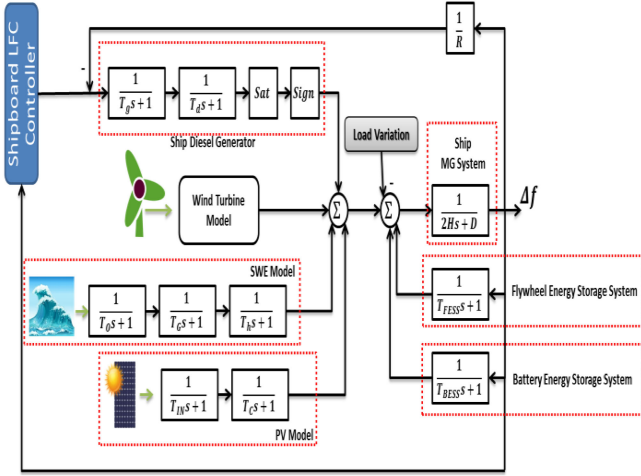 Shipboard LFC
Controller
1
R
-
1
T_g s + 1
1
T_d s + 1
Sat
Sign
Ship Diesel Generator
Load Variation
Ship
MG System
Wind Turbine
Model
Σ
Σ
-
1
2Hs + D
Δf
SWE Model
1
T_O s + 1
1
T_G s + 1
1
T_h s + 1
1
T_FESS s + 1
Flywheel Energy Storage System
1
T_IN s + 1
1
T_C s + 1
PV Model
1
T_BESS s + 1
Battery Energy Storage System